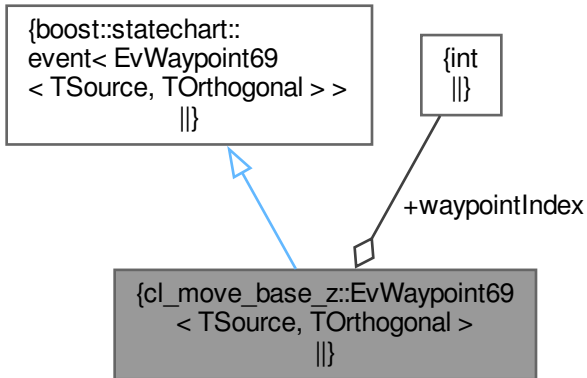 {boost::statechart::
event< EvWaypoint69
< TSource, TOrthogonal > >
||}
{int
||}
+waypointIndex
{cl_move_base_z::EvWaypoint69
< TSource, TOrthogonal >
||}